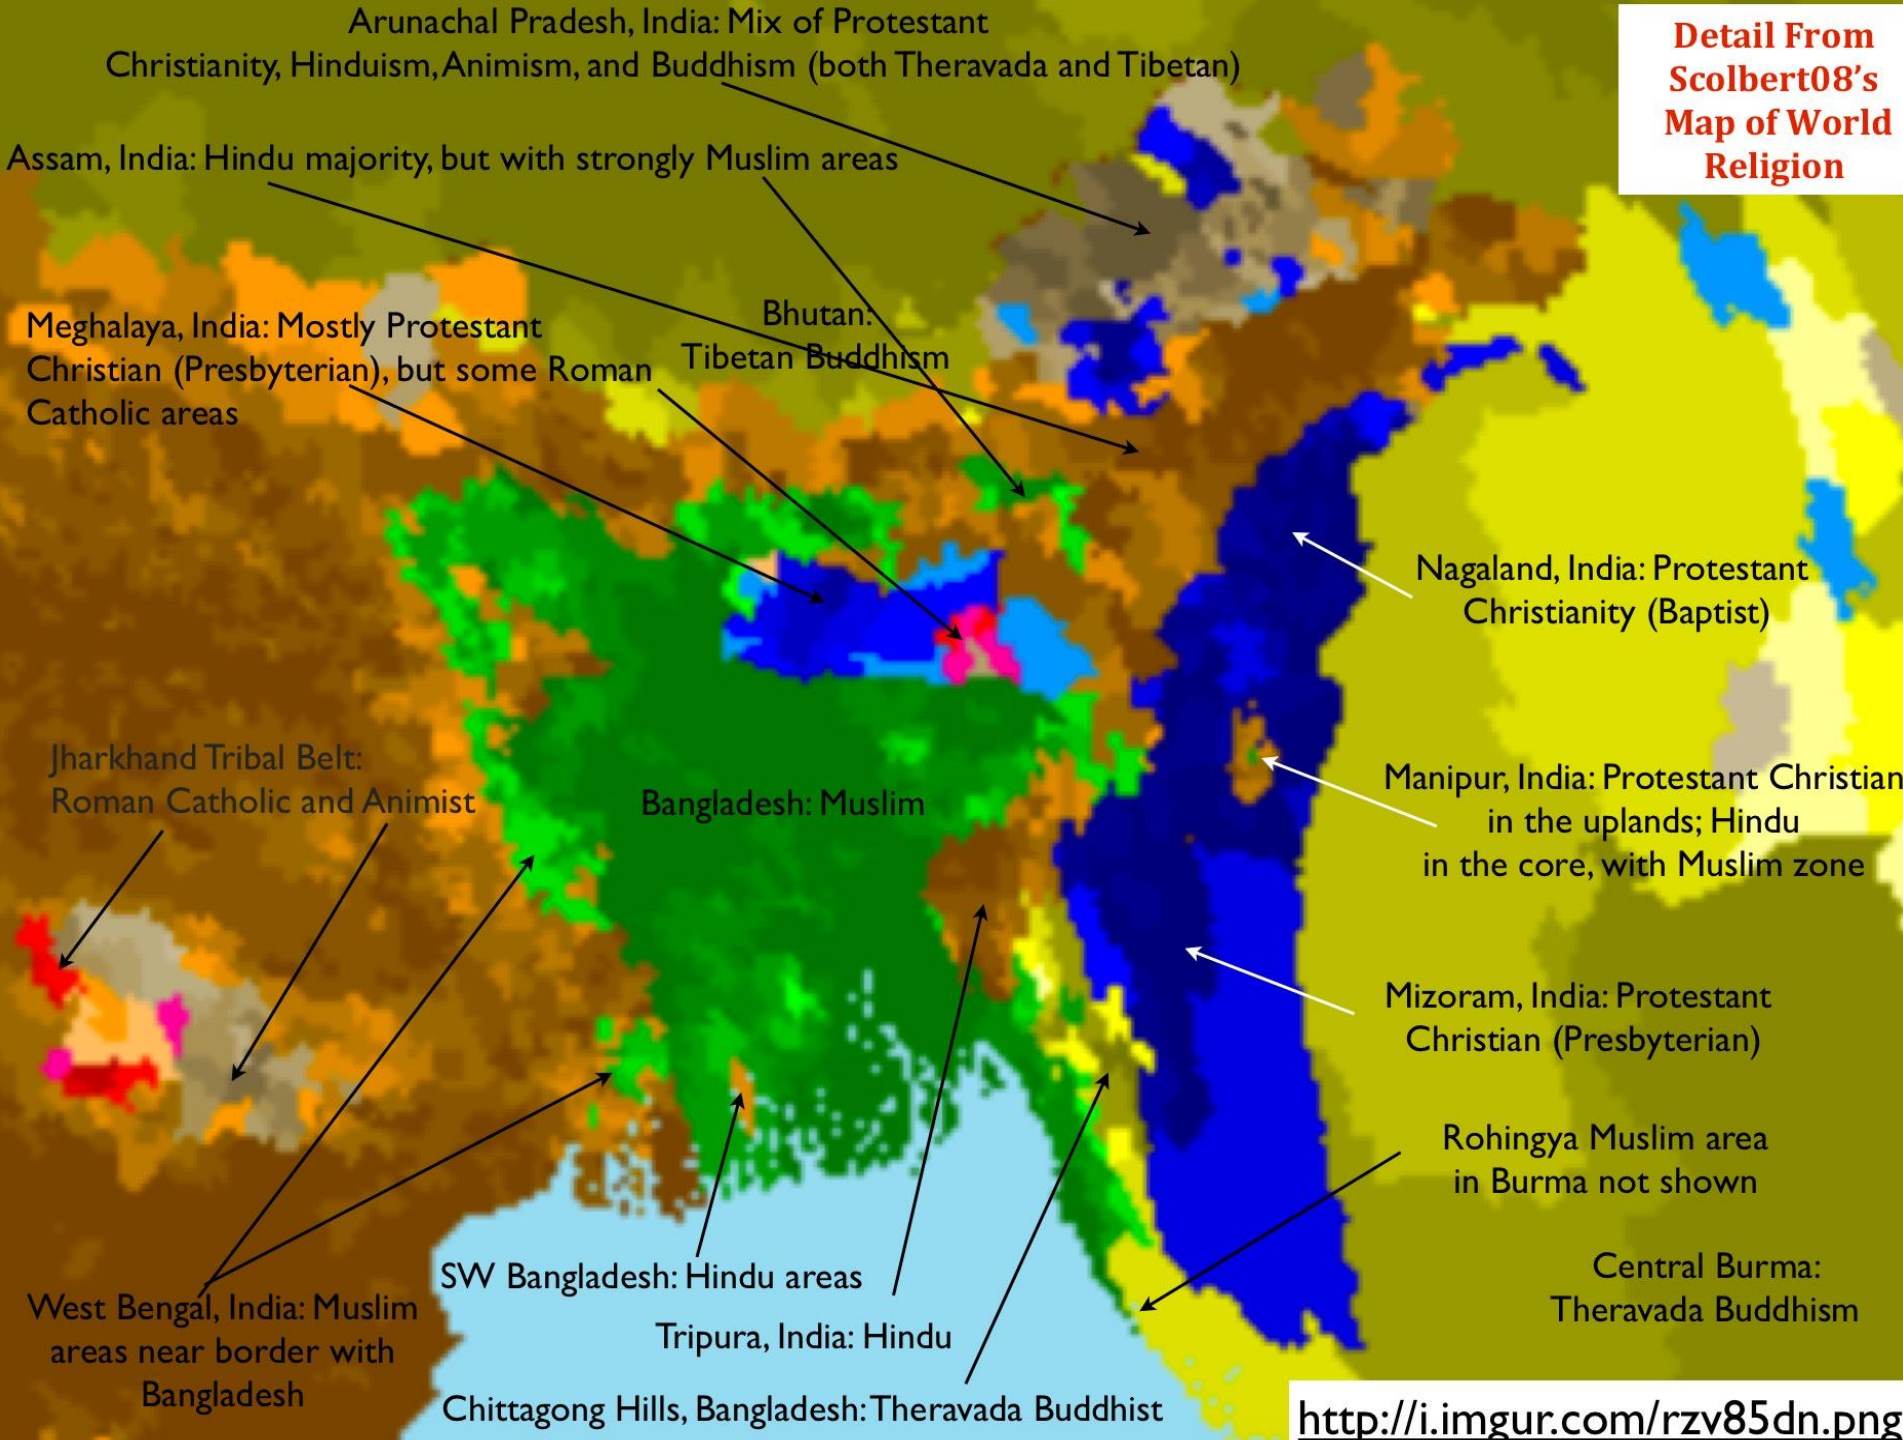 Arunachal Pradesh, India: Mix of Protestant
Christianity, Hinduism, Animism, and Buddhism (both Theravada and Tibetan)
Detail From
Scolbert08's
Map of World
Religion
Assam, India: Hindu majority, but with strongly Muslim areas
Meghalaya, India: Mostly Protestant
Christian (Presbyterian), but some Roman
Catholic areas
Bhutan:
Tibetan Buddhism
Nagaland, India: Protestant
Christianity (Baptist)
Jharkhand Tribal Belt:
Roman Catholic and Animist
Bangladesh: Muslim
Manipur, India: Protestant Christian
in the uplands; Hindu
in the core, with Muslim zone
Mizoram, India: Protestant
Christian (Presbyterian)
Rohingya Muslim area
in Burma not shown
Central Burma:
Theravada Buddhism
SW Bangladesh: Hindu areas
West Bengal, India: Muslim
areas near border with
Bangladesh
Tripura, India: Hindu
Chittagong Hills, Bangladesh: Theravada Buddhist
http://i.imgur.com/rzv85dn.png